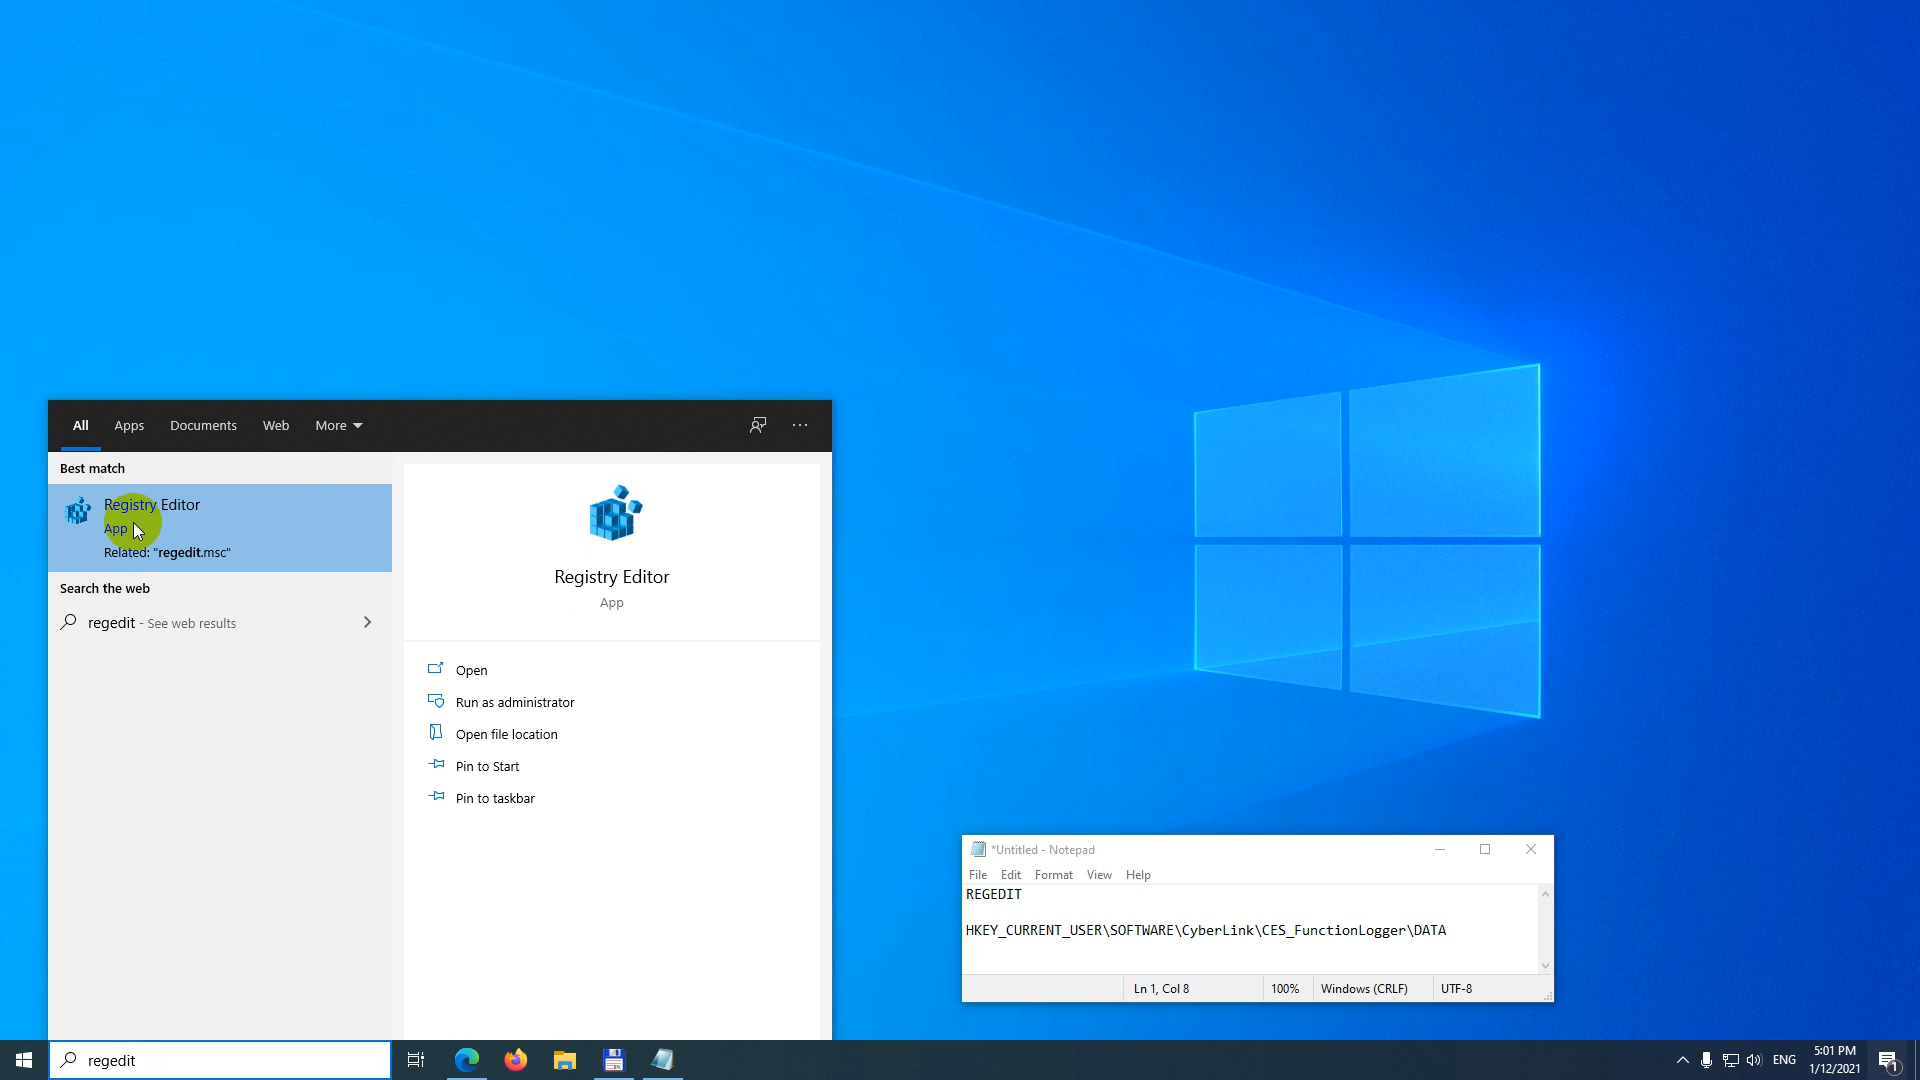 All Apps Documents Web More
Best match
Registry Editor
App
Related: "regedit.msc"
Search the web
regedit - See web results
Registry Editor
App
Open
Run as administrator
Open file location
Pin to Start
Pin to taskbar
*Untitled - Notepad
File Edit Format View Help
REGEDIT
HKEY_CURRENT_USER\SOFTWARE\CyberLink\CES_FunctionLogger\DATA
Ln 1, Col 8 100% Windows (CRLF) UTF-8
regedit
ENG
5:01 PM
1/12/2021
1